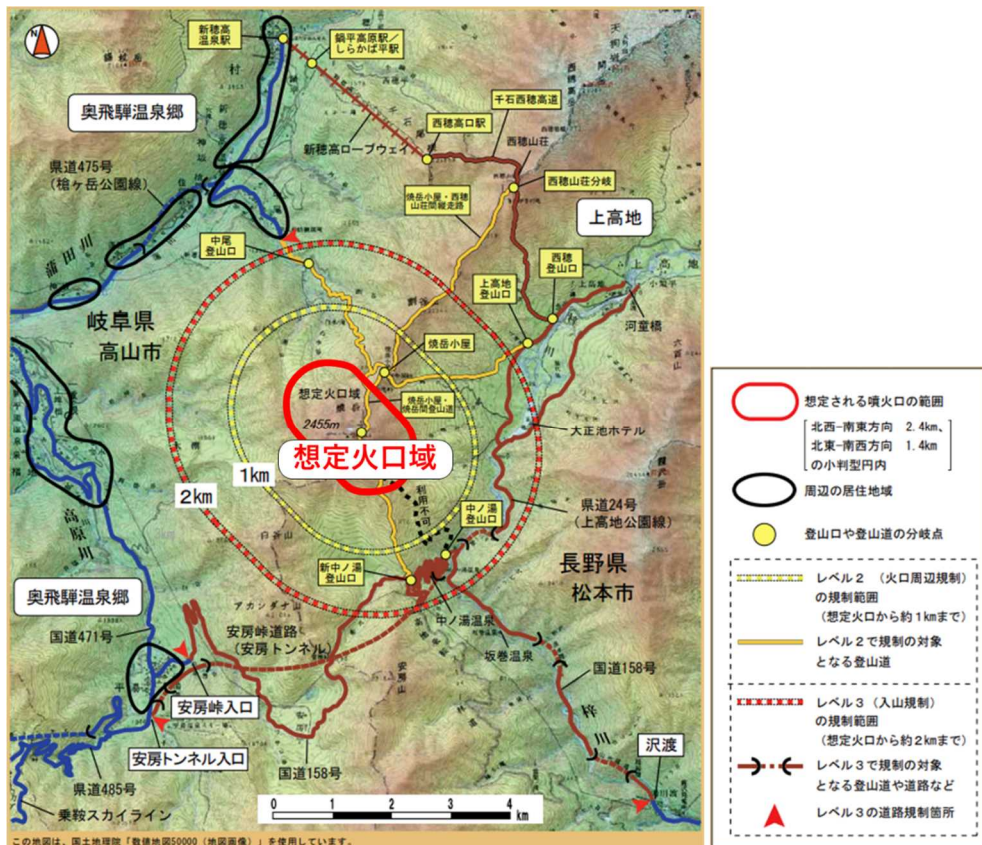 新穂高
温泉駅
鍋平高原駅/
しらかば平駅
奥飛騨温泉郷
千石西穂高道
西穂高口駅
西穂山荘
新穂高ロープウェイ
県道475号
(槍ヶ岳公園線)
西穂山荘分岐
焼岳小屋・西穂
山荘間縦走路
上高地
中尾
登山口
西穂
登山口
上高地
上高地
登山口
蒲田川
河童橋
岐阜県
高山市
焼岳小屋
想定火口域
焼岳小屋・
焼岳間登山道
2455m
大正池ホテル
想定火口域
1km
2km
利用不可
中ノ湯
登山口
県道24号
(上高地公園線)
高原川
白谷山
新中ノ湯
登山口
長野県
松本市
奥飛騨温泉郷
アカンダナ山
中ノ湯温泉
国道471号
安房峠道路
(安房トンネル)
坂巻温泉
国道158号
安房山
梓川
安房峠入口
沢渡
安房トンネル入口
国道158号
県道485号
乗鞍スカイライン
0 1 2 3 4
km
この地図は、国土地理院「数値地図50000(地図画像)」を使用しています。
想定される噴火口の範囲
北西-南東方向 2.4km、
北東-南西方向 1.4km
の小判型円内
周辺の居住地域
登山口や登山道の分岐点
レベル2 (火口周辺規制)
の規制範囲
(想定火口から約1kmまで)
レベル2で規制の対象
となる登山道
レベル3(入山規制)
の規制範囲
(想定火口から約2kmまで)
レベル3で規制の対象
となる登山道や道路など
レベル3の道路規制箇所